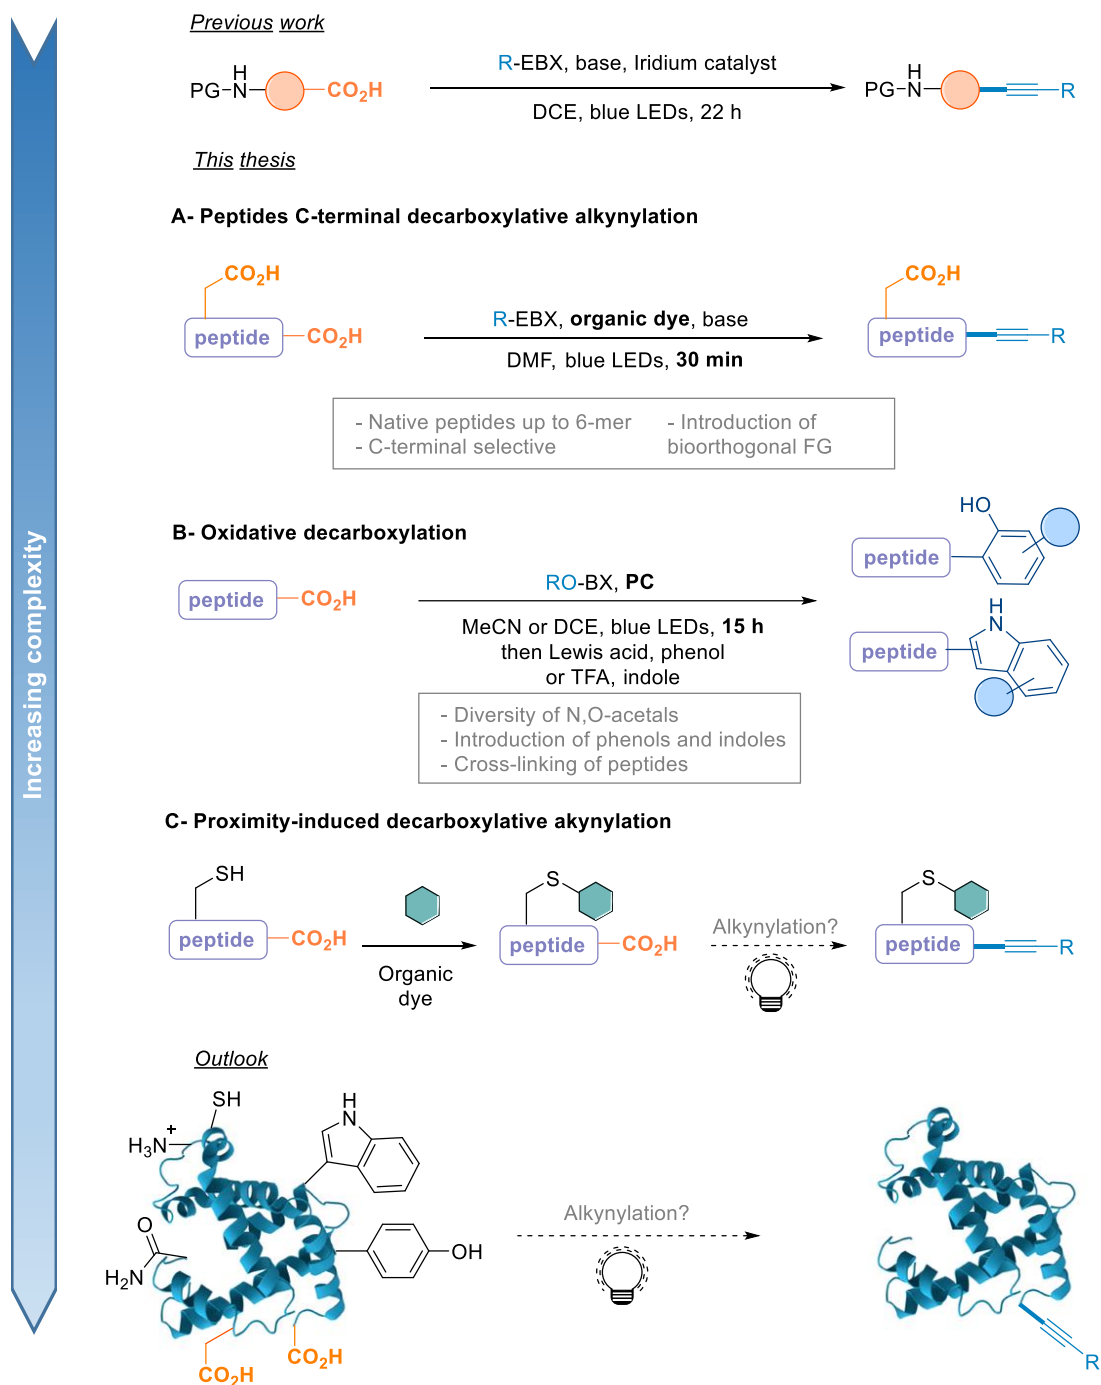 Previous work
PG-N H CO2H
R-EBX, base, Iridium catalyst
DCE, blue LEDs, 22 h
PG-N H R
This thesis
A- Peptides C-terminal decarboxylative alkynylation
CO2H
peptide CO2H
R-EBX, organic dye, base
DMF, blue LEDs, 30 min
CO2H
peptide R
- Native peptides up to 6-mer
- C-terminal selective
- Introduction of
bioorthogonal FG
B- Oxidative decarboxylation
peptide CO2H
RO-BX, PC
MeCN or DCE, blue LEDs, 15 h
then Lewis acid, phenol
or TFA, indole
HO
peptide
H
N
peptide
- Diversity of N,O-acetals
- Introduction of phenols and indoles
- Cross-linking of peptides
C- Proximity-induced decarboxylative akynylation
SH
peptide CO2H
Organic
dye
S
peptide CO2H
Alkynylation?
S
peptide R
Outlook
SH
H3N+
H
N
O
H2N
OH
CO2H
CO2H
Alkynylation?
R
Increasing complexity